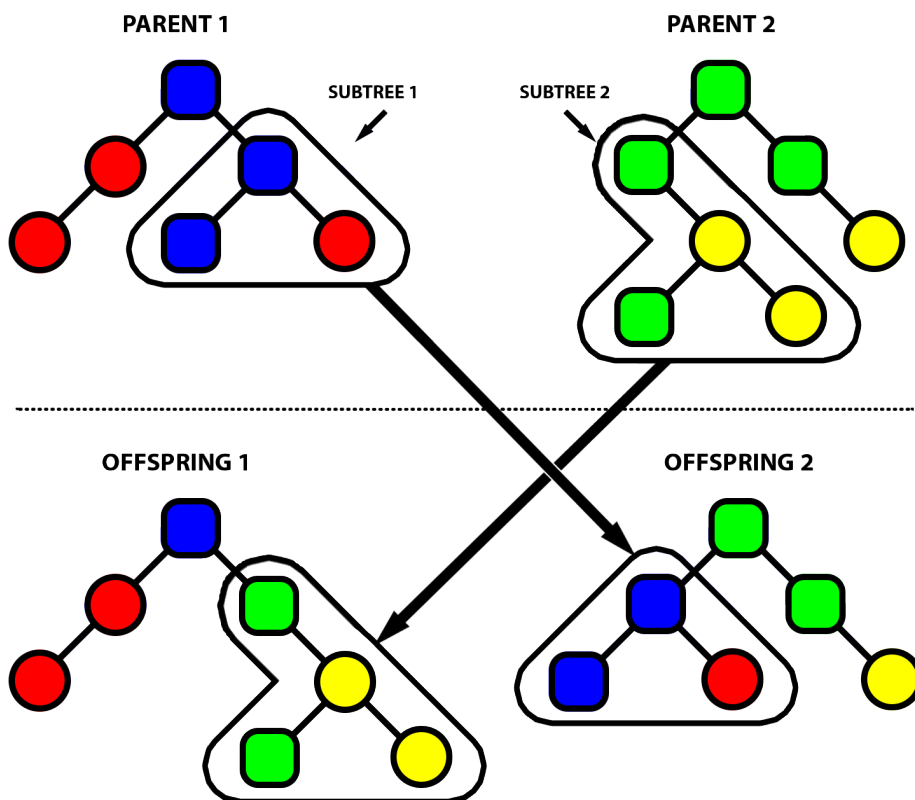 PARENT 1
PARENT 2
SUBTREE 1
SUBTREE 2
OFFSPRING 1
OFFSPRING 2